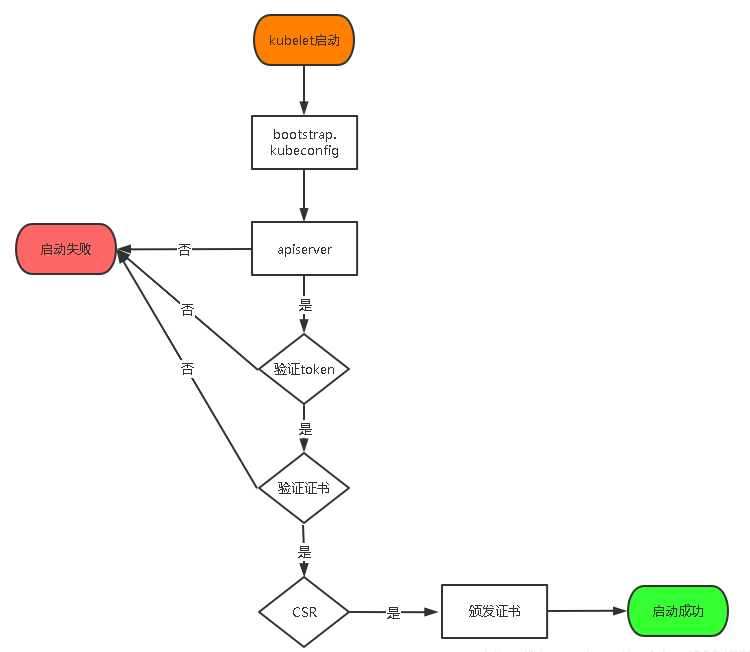 kubelet启动
bootstrap.
kubeconfig
启动失败
否
apiserver
是
否
验证token
否
是
验证证书
是
CSR
是
颁发证书
启动成功